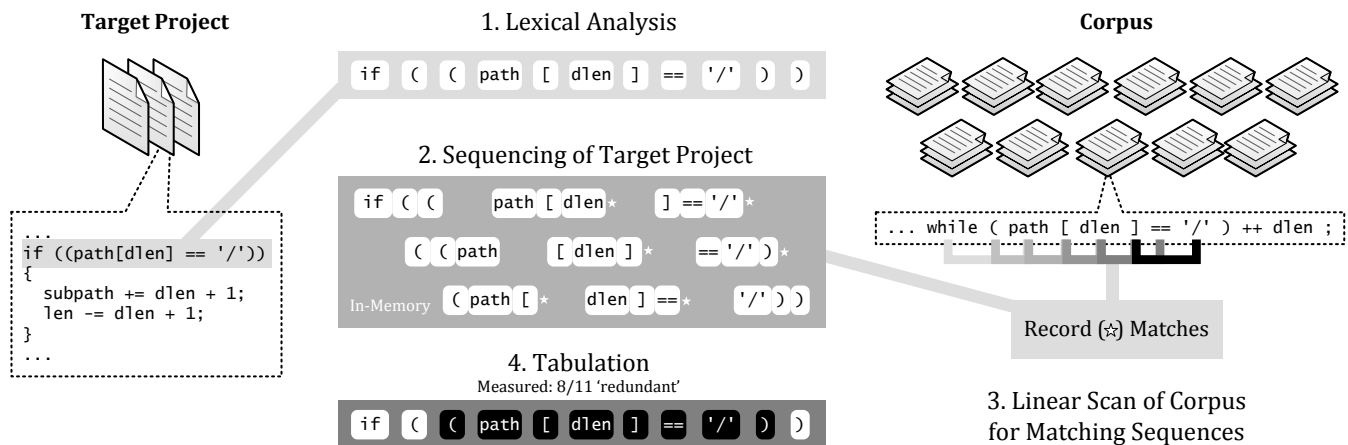 Target Project
...
if ((path[dlen] == '/'))
{
subpath += dlen + 1;
len -= dlen + 1;
}
...
1. Lexical Analysis
if ( ( path [ dlen ] == '/' ) )
2. Sequencing of Target Project
if ( ( path [ dlen ★ ] == '/' ★
( ( path [ dlen ] ★ == '/' ) ★
In-Memory ( path [ ★ dlen ] == ★ '/' ) )
4. Tabulation
Measured: 8/11 ‘redundant’
if ( ( path [ dlen ] == '/' ) )
Corpus
... while ( path [ dlen ] == '/' ) ++ dlen ;
Record (☆) Matches
3. Linear Scan of Corpus
for Matching Sequences